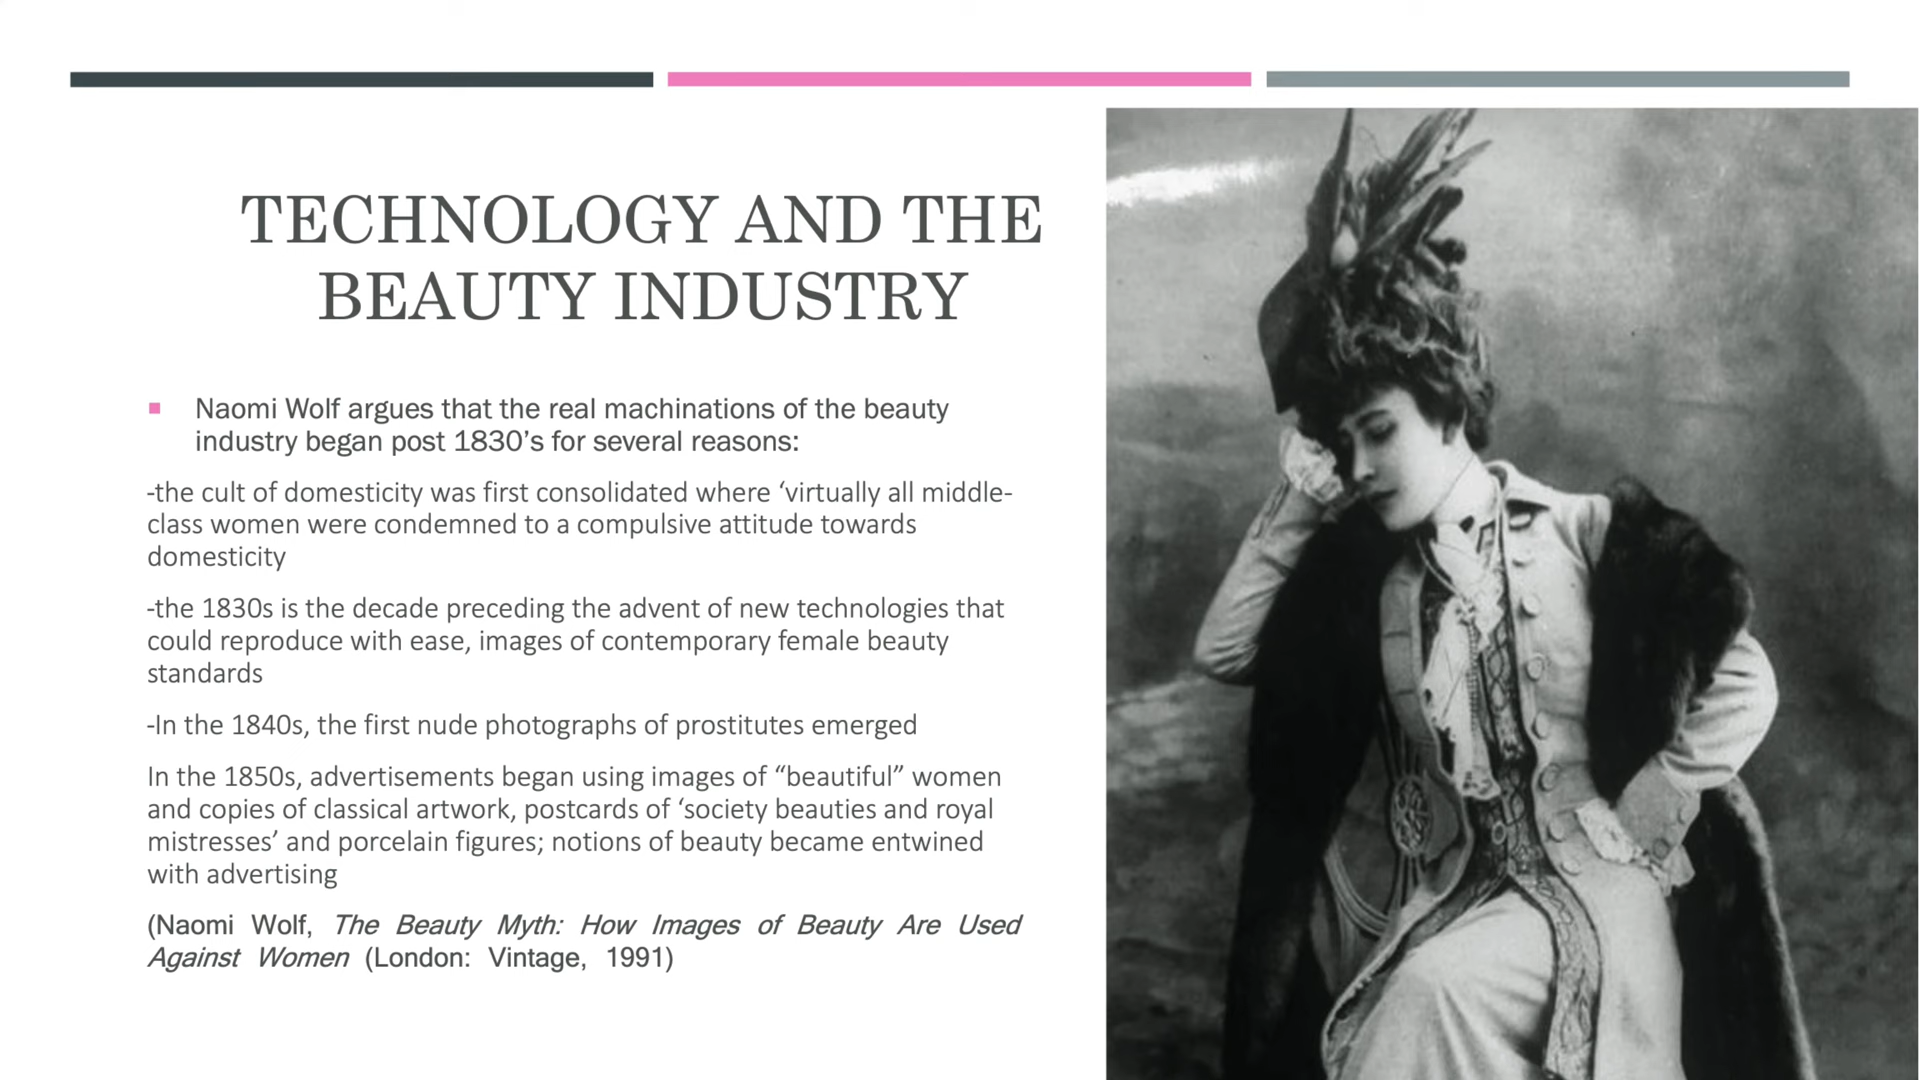 TECHNOLOGY AND THE
BEAUTY INDUSTRY
Naomi Wolf argues that the real machinations of the beauty
industry began post 1830’s for several reasons:
-the cult of domesticity was first consolidated where ‘virtually all middle-
class women were condemned to a compulsive attitude towards
domesticity
-the 1830s is the decade preceding the advent of new technologies that
could reproduce with ease, images of contemporary female beauty
standards
-In the 1840s, the first nude photographs of prostitutes emerged
In the 1850s, advertisements began using images of “beautiful” women
and copies of classical artwork, postcards of ‘society beauties and royal
mistresses’ and porcelain figures; notions of beauty became entwined
with advertising
(Naomi Wolf, The Beauty Myth: How Images of Beauty Are Used
Against Women (London: Vintage, 1991)